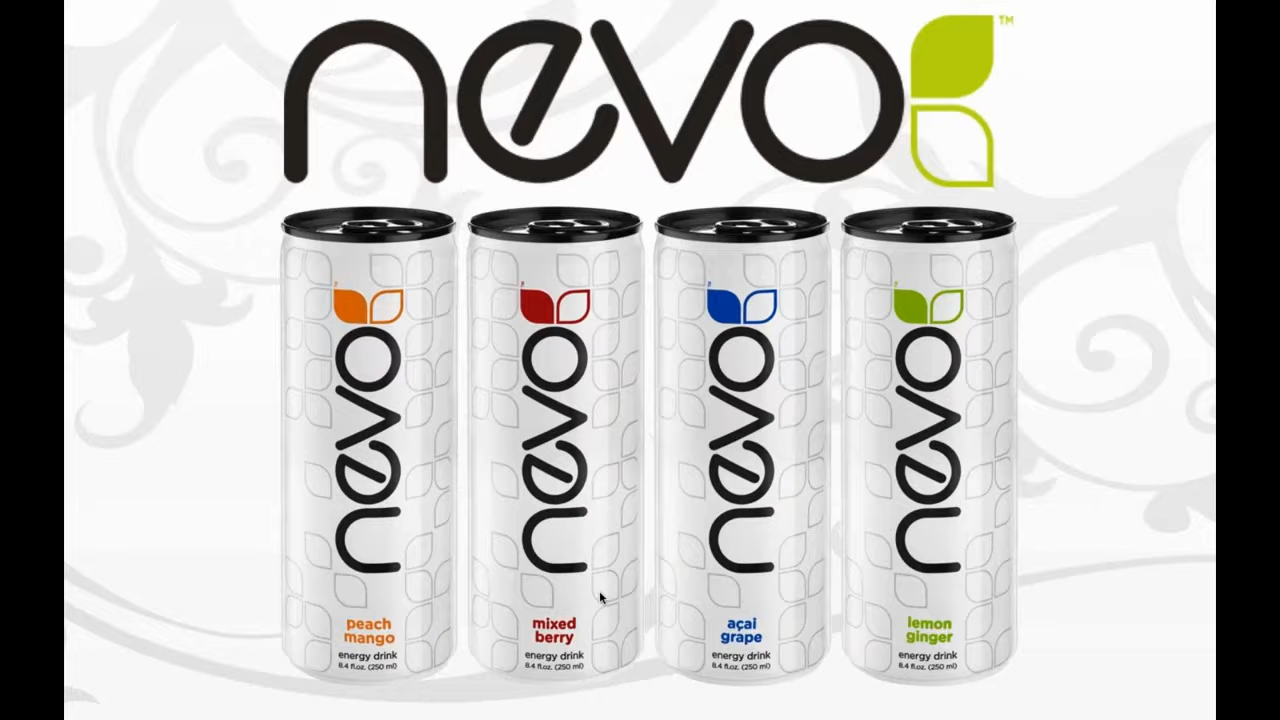 nevo™
nevo
peach
mango
energy drink
8.4 fl.oz. (250 ml)
nevo
mixed
berry
energy drink
8.4 fl.oz. (250 ml)
nevo
açai
grape
energy drink
8.4 fl.oz. (250 ml)
nevo
lemon
ginger
energy drink
8.4 fl.oz. (250 ml)